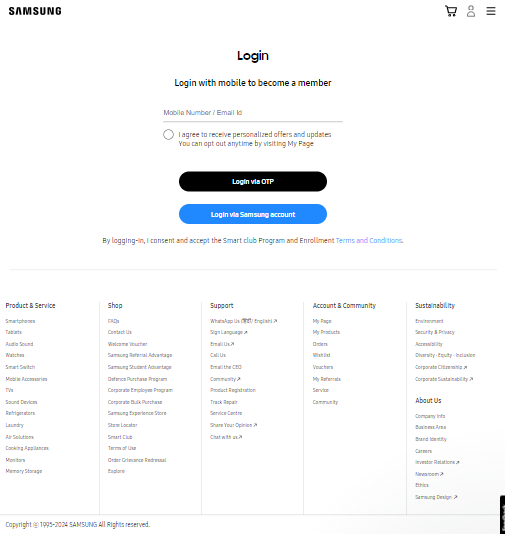 SAMSUNG
Login
Login with mobile to become a member
Mobile Number / Email Id
I agree to receive personalized offers and updates
You can opt out anytime by visiting My Page
Login via OTP
Login via Samsung account
By logging-in, I consent and accept the Smart club Program and Enrollment Terms and Conditions.
Product & Service
Smartphones
Tablets
Audio Sound
Watches
Smart Switch
Mobile Accessories
TVs
Sound Devices
Refrigerators
Laundry
Air Solutions
Cooking Appliances
Monitors
Memory Storage
Shop
FAQs
Contact Us
Welcome Voucher
Samsung Referral Advantage
Samsung Student Advantage
Defence Purchase Program
Corporate Employee Program
Corporate Bulk Purchase
Samsung Experience Store
Store Locator
Smart Club
Terms of Use
Order Grievance Redressal
Explore
Support
WhatsApp Us (हिंदी / English)
Sign Language
Email Us
Call Us
Email the CEO
Community
Product Registration
Track Repair
Service Centre
Share Your Opinion
Chat with us
Account & Community
My Page
My Products
Orders
Wishlist
Vouchers
My Referrals
Service
Community
Sustainability
Environment
Security & Privacy
Accessibility
Diversity · Equity · Inclusion
Corporate Citizenship
Corporate Sustainability
About Us
Company Info
Business Area
Brand Identity
Careers
Investor Relations
Newsroom
Ethics
Samsung Design
Copyright ⓒ 1995-2024 SAMSUNG All Rights reserved.